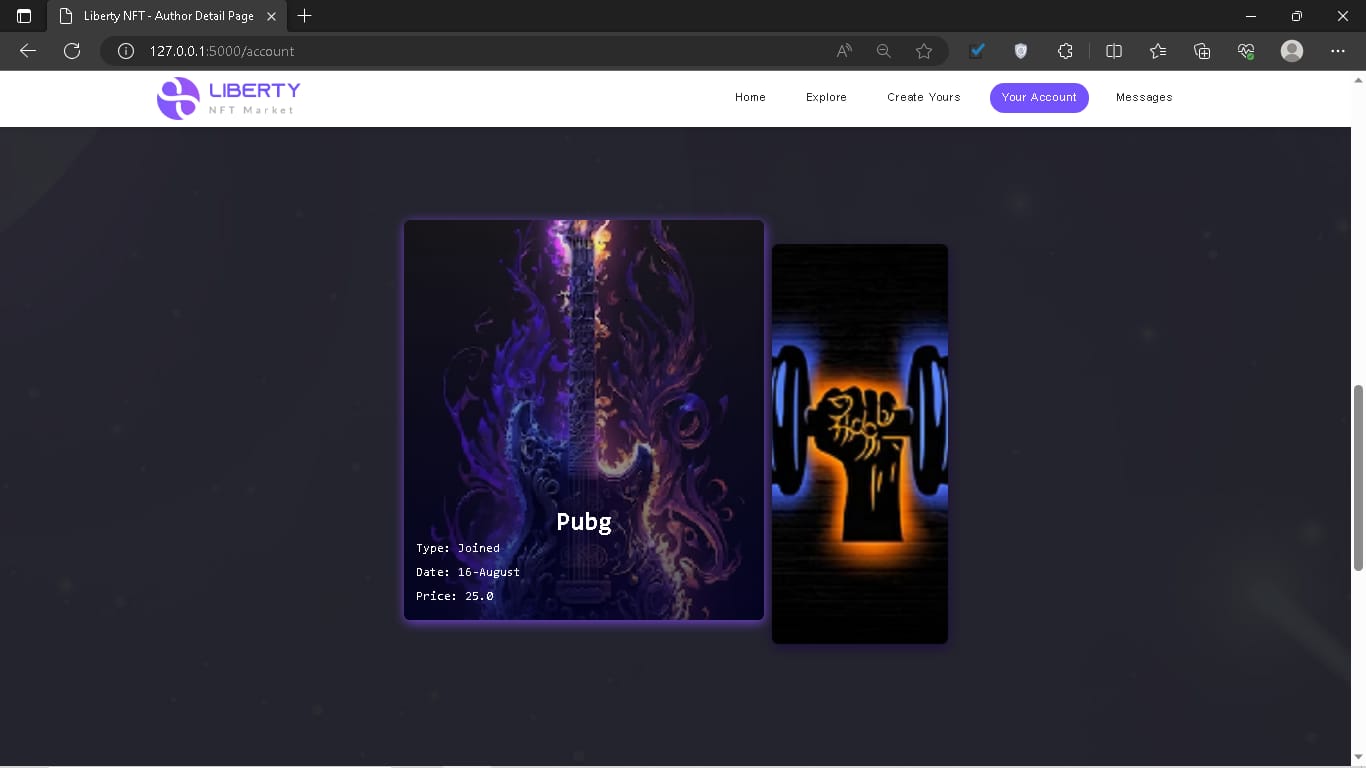 Liberty NFT - Author Detail Page
127.0.0.1:5000/account
LIBERTY
NFT Market
Home
Explore
Create Yours
Your Account
Messages
Pubg
Type: Joined
Date: 16-August
Price: 25.0